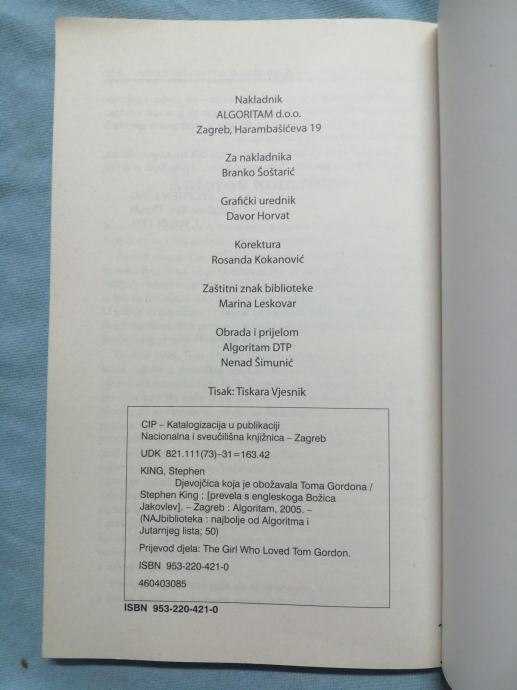 Nakladnik
ALGORITAM d.o.o.
Zagreb, Harambašićeva 19
Za nakladnika
Branko Šoštarić
Grafički urednik
Davor Horvat
Korektura
Rosanda Kokanović
Zaštitni znak biblioteke
Marina Leskovar
Obrada i prijelom
Algoritam DTP
Nenad Šimunić
Tisak: Tiskara Vjesnik
CIP – Katalogizacija u publikaciji
Nacionalna i sveučilišna knjižnica – Zagreb
UDK 821.111(73)–31=163.42
KING, Stephen
Djevojčica koja je obožavala Toma Gordona /
Stephen King ; [prevela s engleskoga Božica
Jakovlev]. – Zagreb : Algoritam, 2005. –
(NAJbiblioteka : najbolje od Algoritma i
Jutarnjeg lista; 50)
Prijevod djela: The Girl Who Loved Tom Gordon.
ISBN 953-220-421-0
460403085
ISBN 953-220-421-0